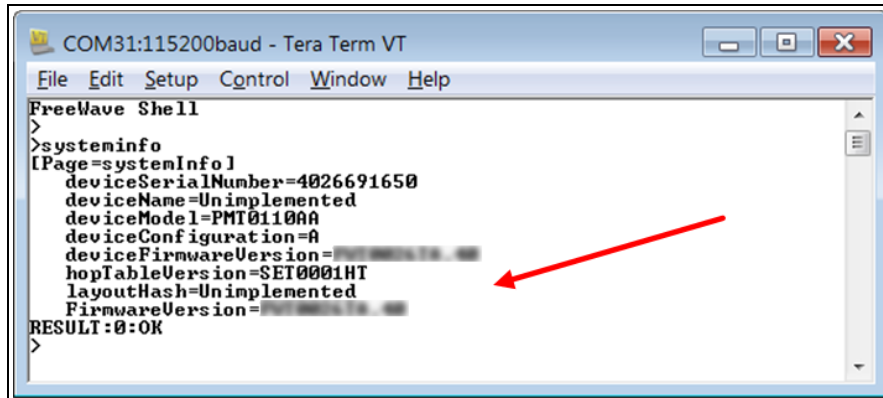 COM31:115200baud - Tera Term VT
File Edit Setup Control Window Help
FreeWave Shell
>
>systeminfo
[Page=systemInfo]
deviceSerialNumber=4026691650
deviceName=Unimplemented
deviceModel=PMT0110AA
deviceConfiguration=A
deviceFirmwareVersion=
hopTableVersion=SET0001HT
layoutHash=Unimplemented
FirmwareVersion=
RESULT:0:OK
>